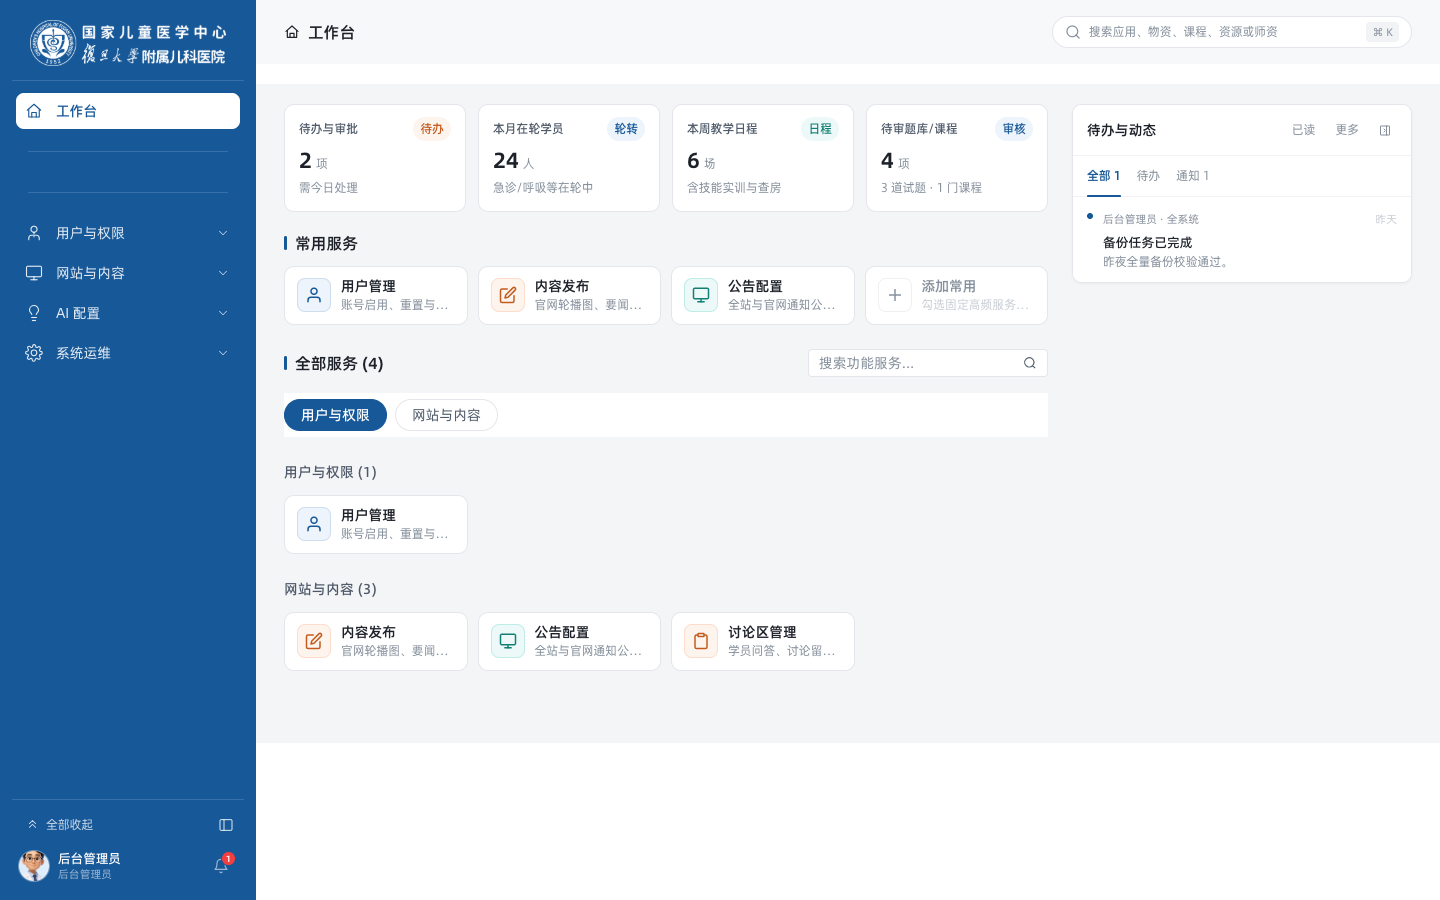 国家儿童医学中心
復旦大学附属儿科医院
1952
工作台
用户与权限
网站与内容
AI 配置
系统运维
全部收起
后台管理员
后台管理员
1
工作台
搜索应用、物资、课程、资源或师资
⌘ K
待办与审批 待办
2 项
需今日处理
本月在轮学员 轮转
24 人
急诊/呼吸等在轮中
本周教学日程 日程
6 场
含技能实训与查房
待审题库/课程 审核
4 项
3 道试题 · 1 门课程
常用服务
用户管理
账号启用、重置与...
内容发布
官网轮播图、要闻...
公告配置
全站与官网通知公...
添加常用
勾选固定高频服务...
全部服务 (4)
搜索功能服务...
用户与权限
网站与内容
用户与权限 (1)
用户管理
账号启用、重置与...
网站与内容 (3)
内容发布
官网轮播图、要闻...
公告配置
全站与官网通知公...
讨论区管理
学员问答、讨论留...
待办与动态 已读 更多
全部 1 待办 通知 1
后台管理员 · 全系统 昨天
备份任务已完成
昨夜全量备份校验通过。